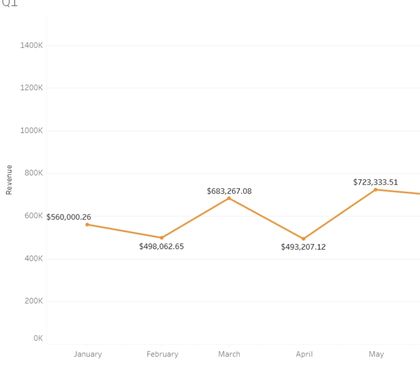 Q1
1400K
1200K
1000K
800K
$723,333.51
$683,267.08
Revenue
600K
$560,000.26
$498,062.65
$493,207.12
400K
200K
0K
January February March April May